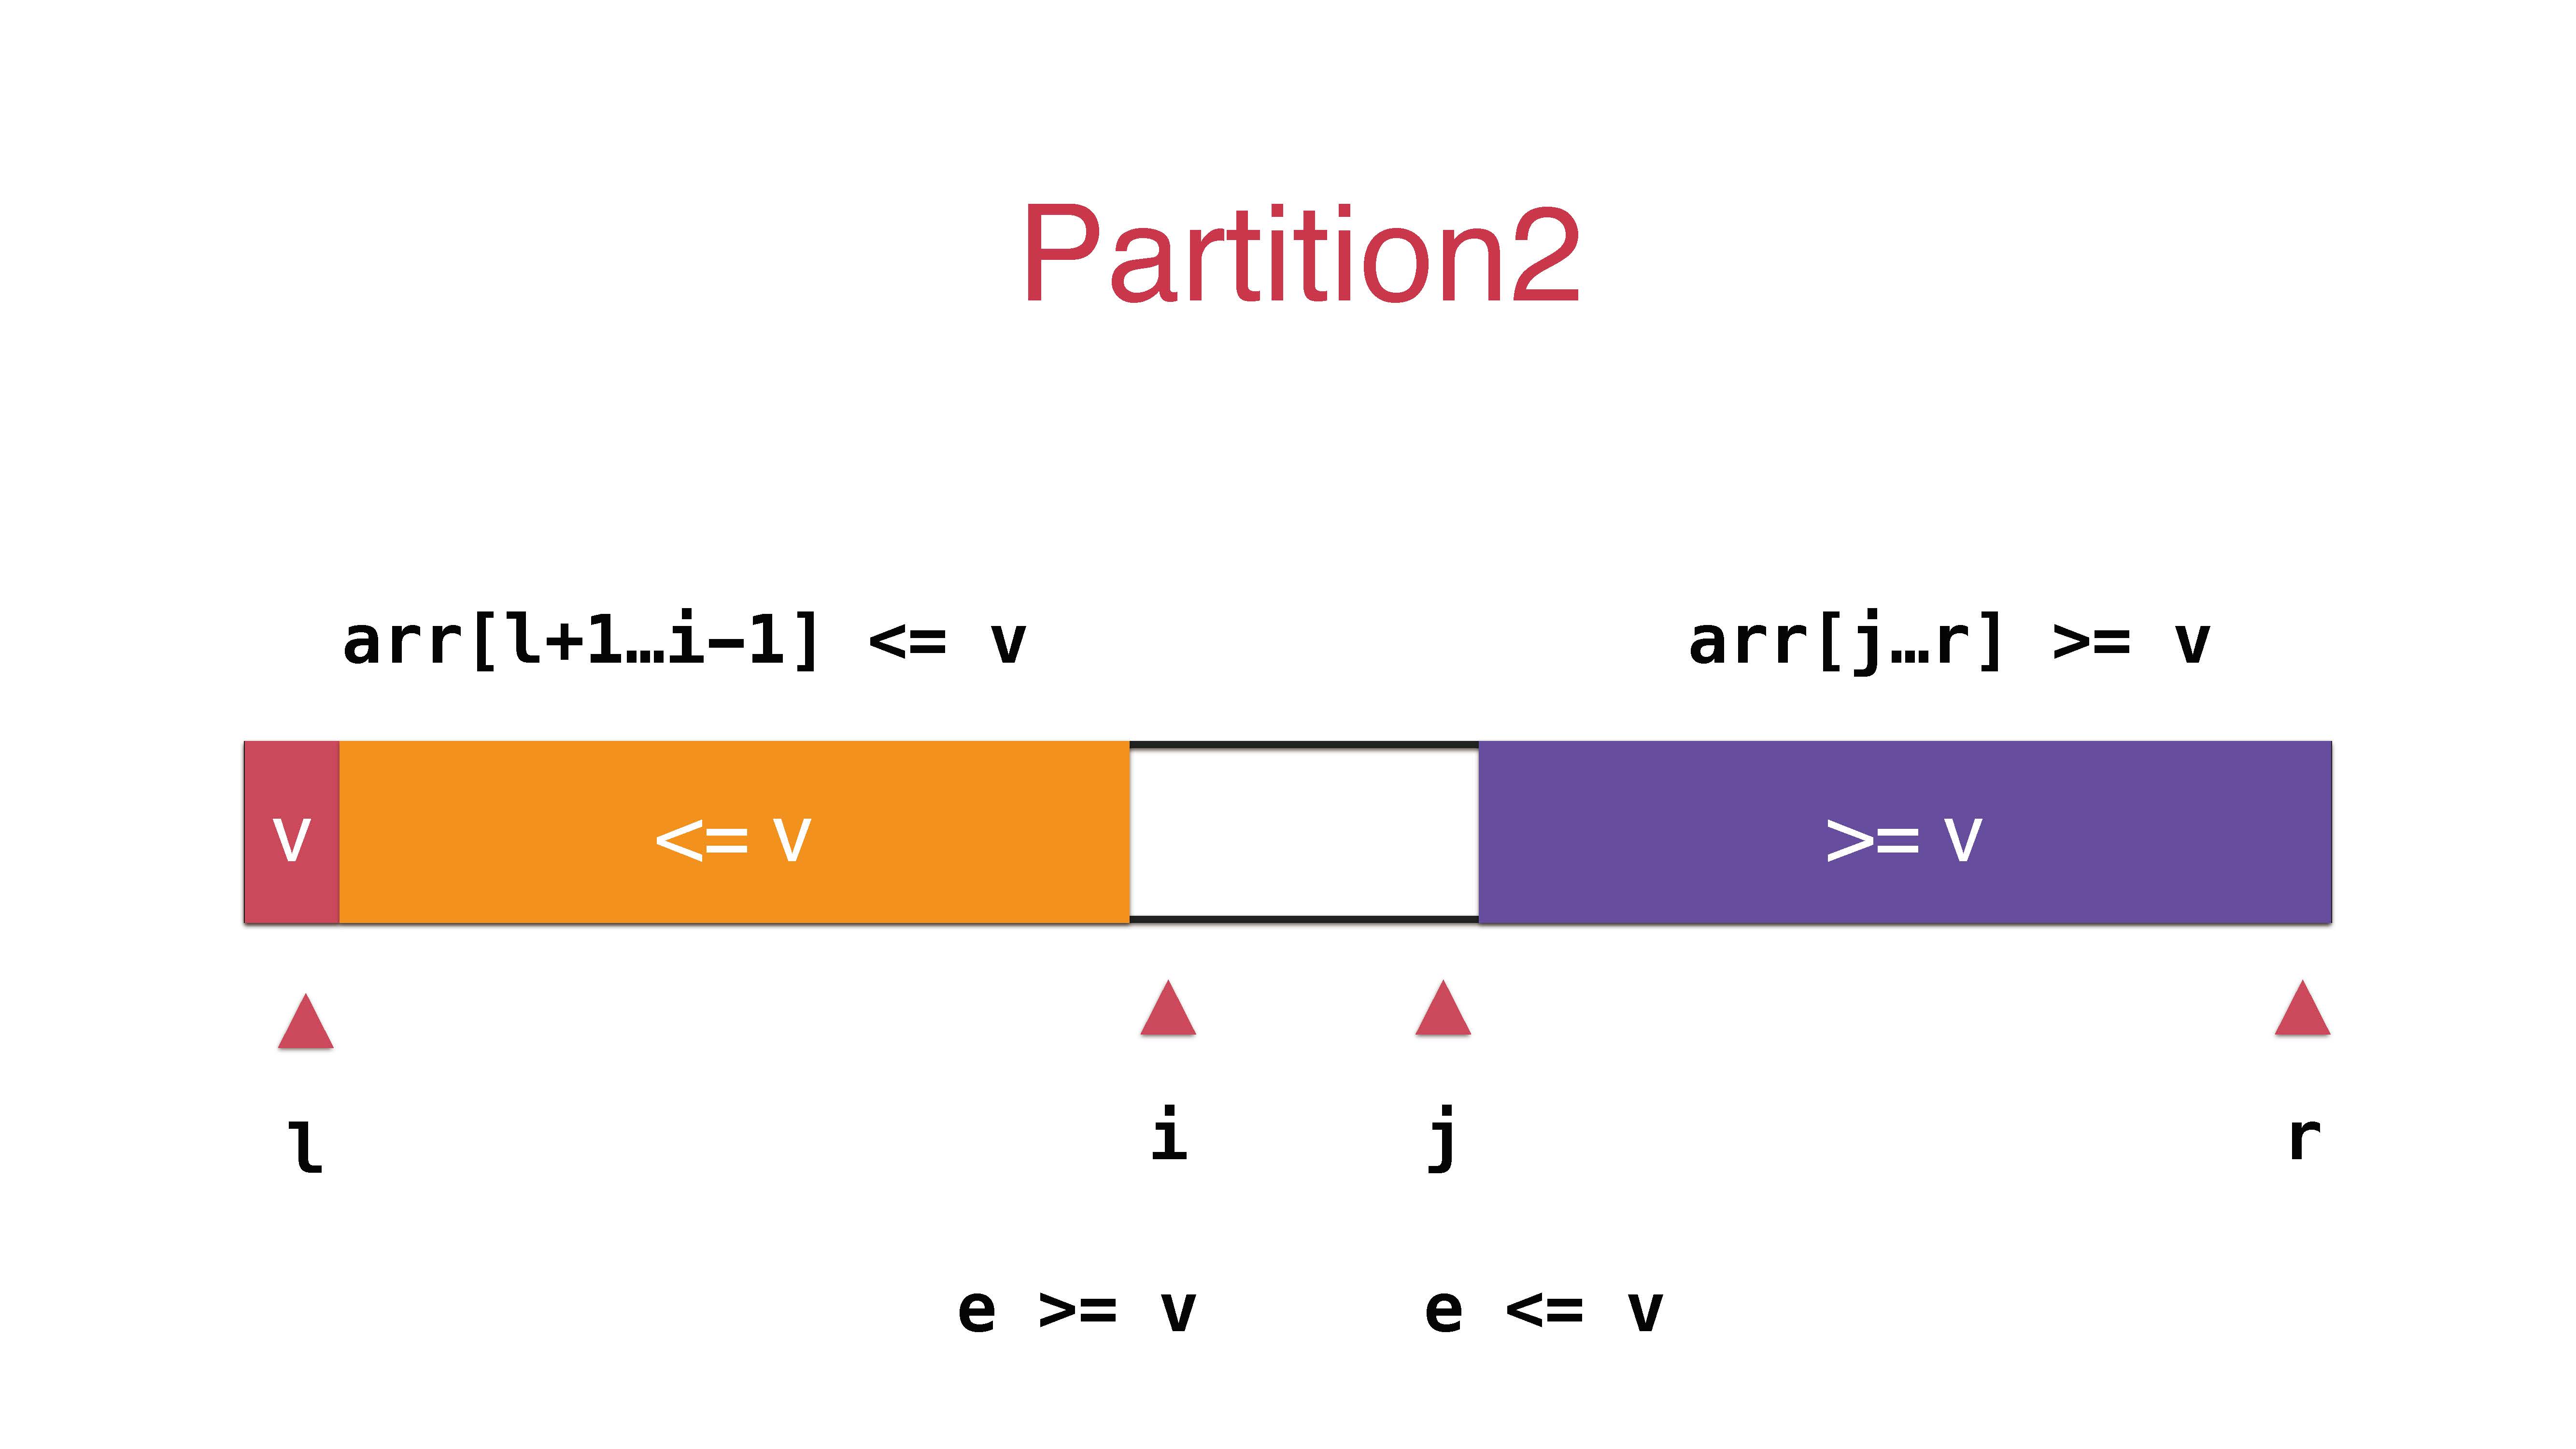 Partition2
arr[l+1…i-1] <= v
arr[j…r] >= v
v
<= v
>= v
l
i
j
r
e >= v
e <= v